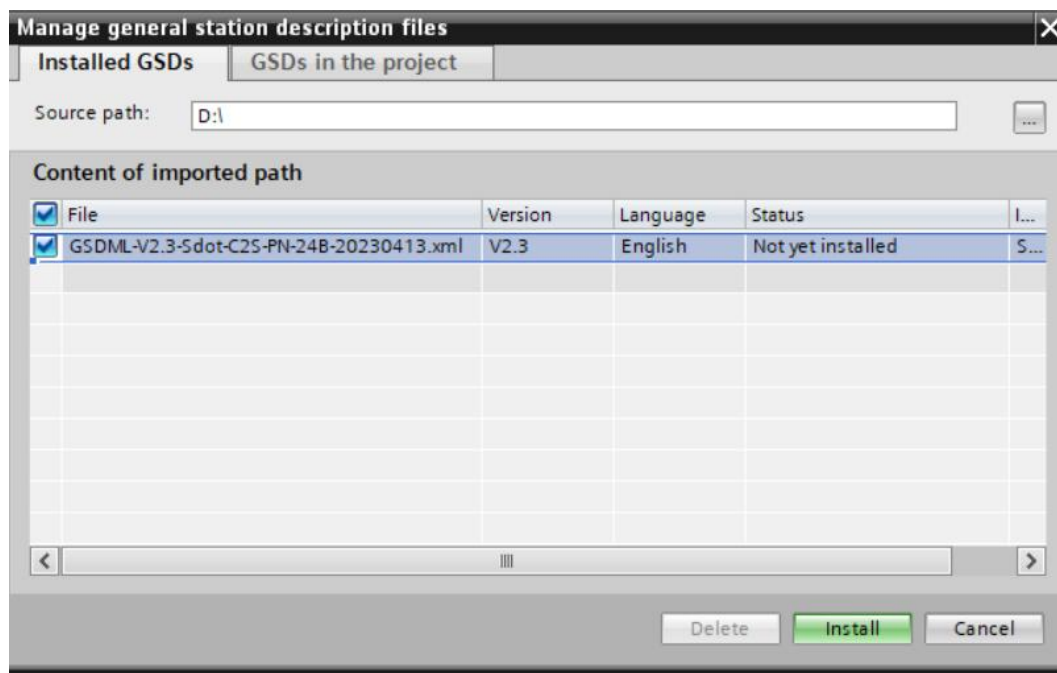 Manage general station description files
Installed GSDs GSDs in the project
Source path: D:\ ...
Content of imported path
File Version Language Status I...
GSDML-V2.3-Sdot-C2S-PN-24B-20230413.xml V2.3 English Not yet installed S...
Delete Install Cancel